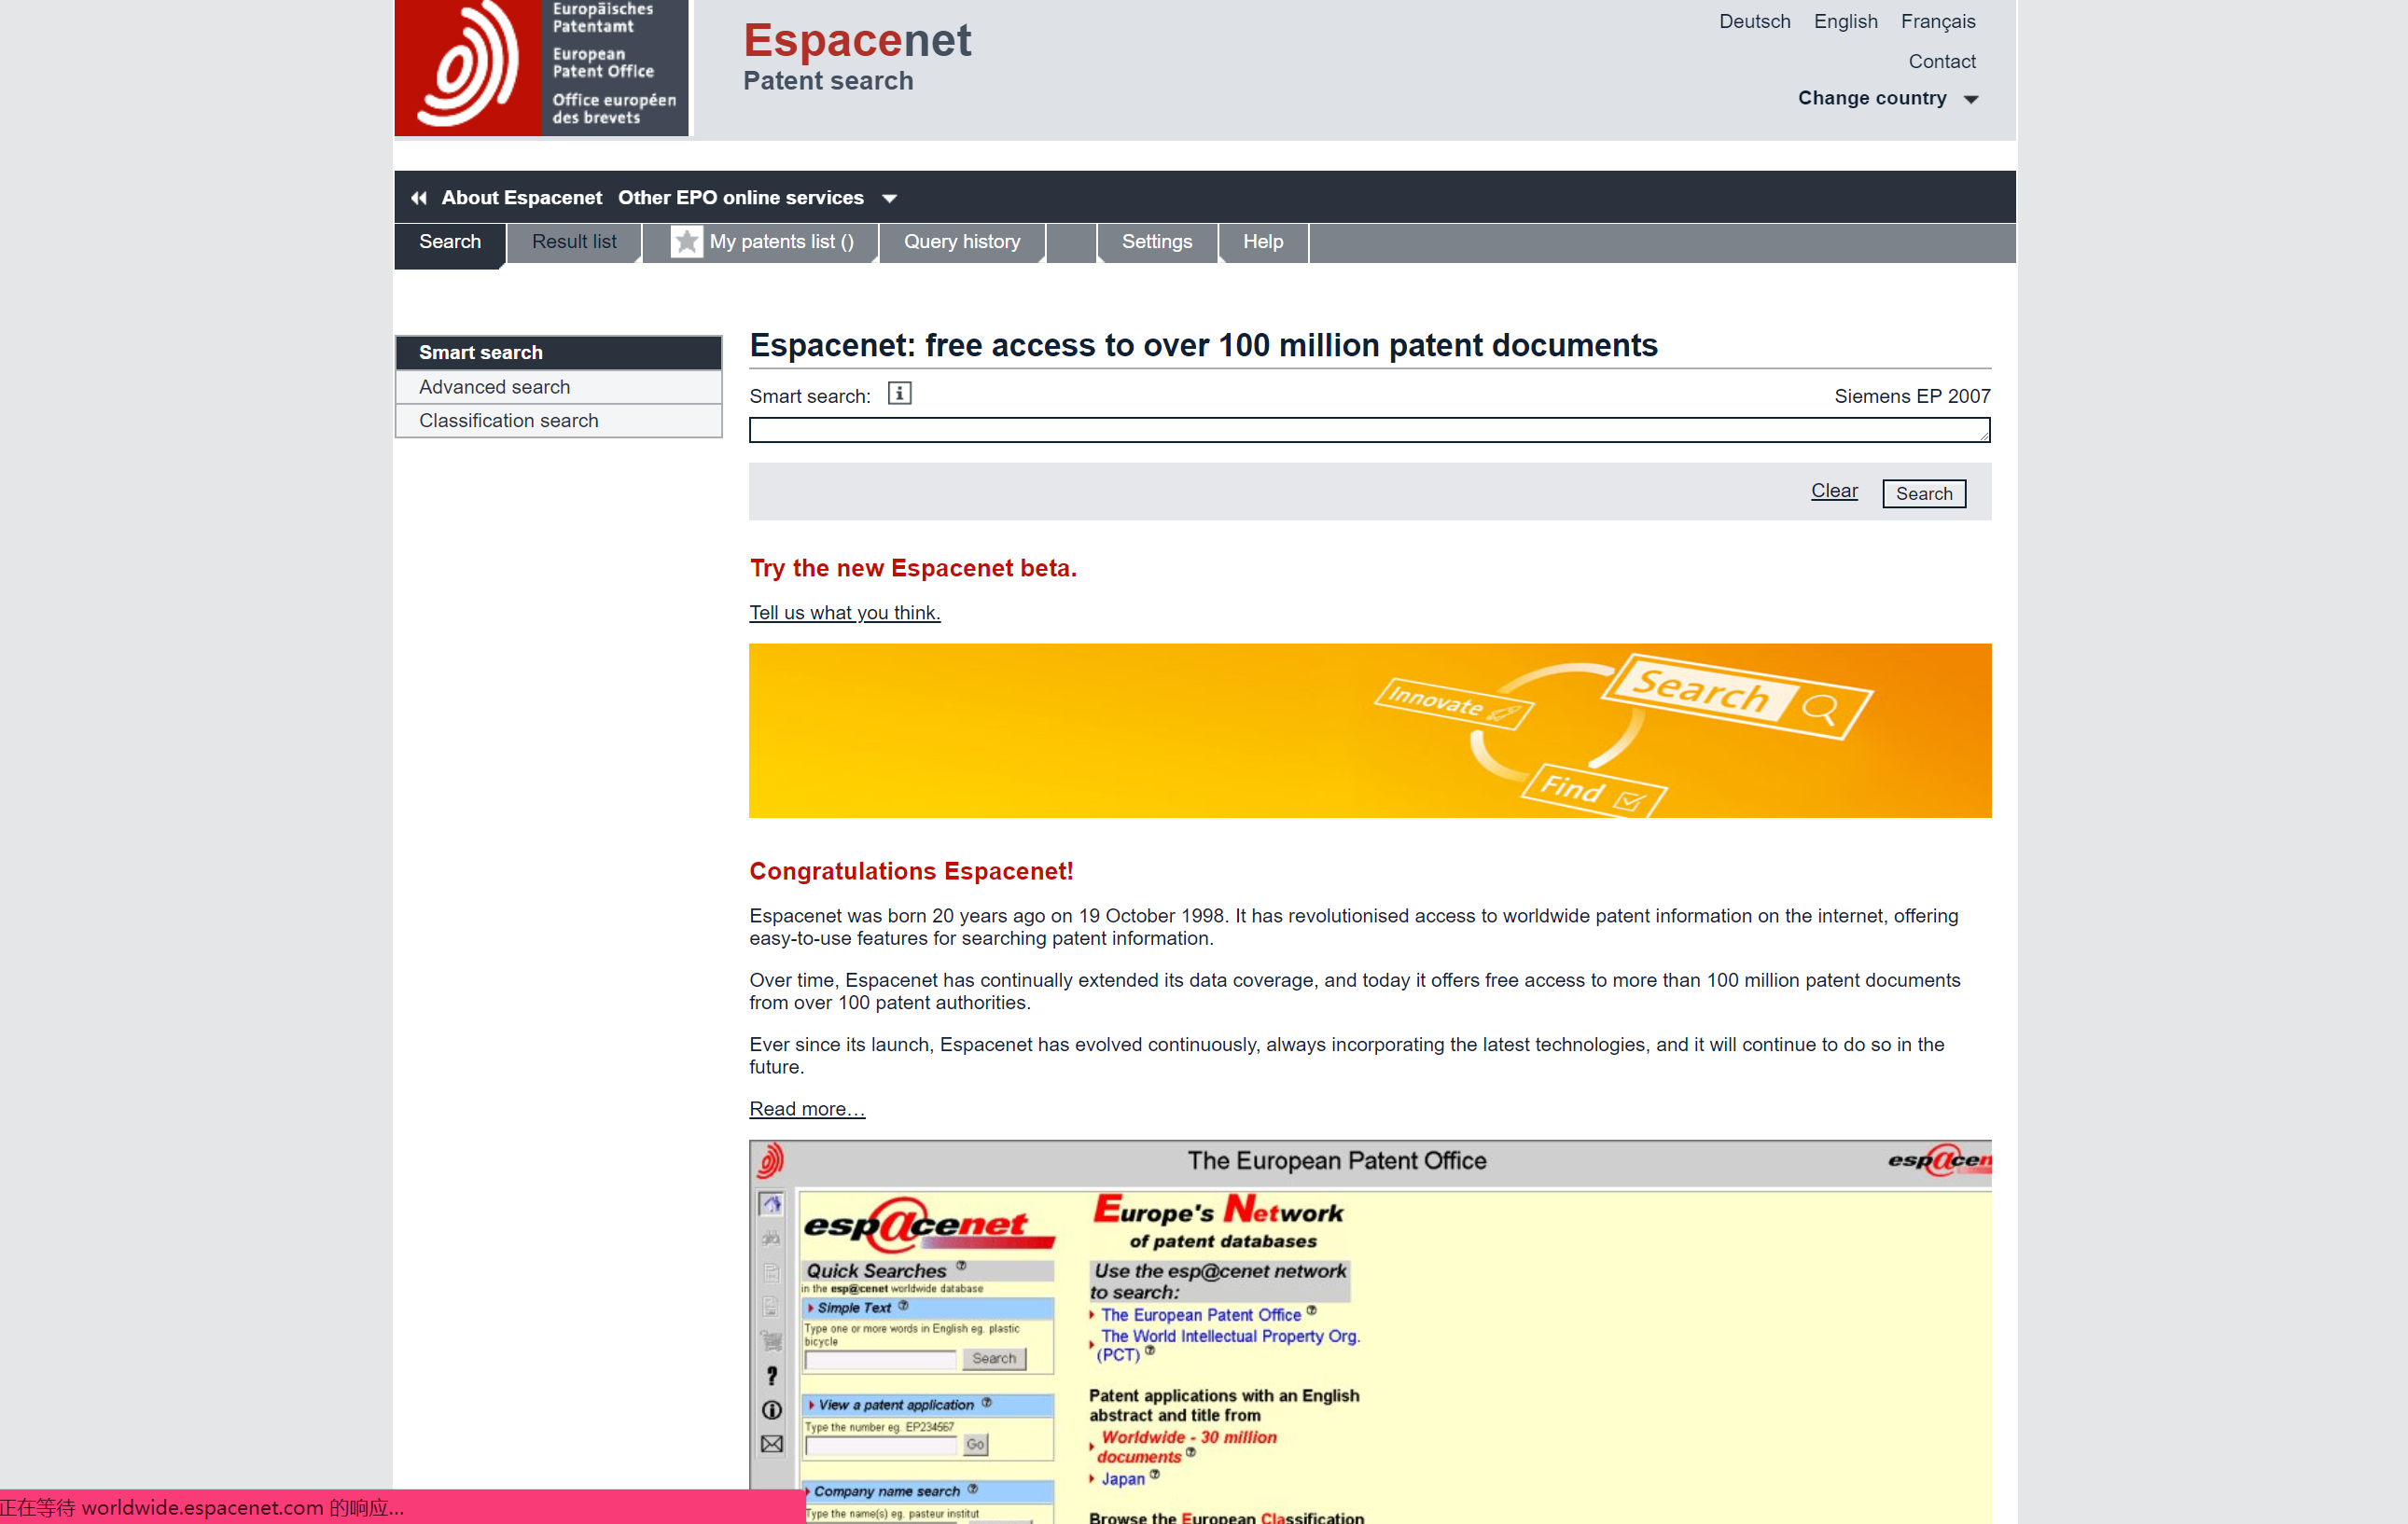 Europäisches
Patentamt
European
Patent Office
Office européen
des brevets
Espacenet
Patent search
Deutsch English Français
Contact
Change country
About Espacenet Other EPO online services
Search Result list My patents list () Query history Settings Help
Smart search
Advanced search
Classification search
Espacenet: free access to over 100 million patent documents
Smart search: i Siemens EP 2007
Clear Search
Try the new Espacenet beta.
Tell us what you think.
Innovate
Search
Find
Congratulations Espacenet!
Espacenet was born 20 years ago on 19 October 1998. It has revolutionised access to worldwide patent information on the internet, offering
easy-to-use features for searching patent information.
Over time, Espacenet has continually extended its data coverage, and today it offers free access to more than 100 million patent documents
from over 100 patent authorities.
Ever since its launch, Espacenet has evolved continuously, always incorporating the latest technologies, and it will continue to do so in the
future.
Read more…
The European Patent Office
esp@cen
esp@cenet
Quick Searches ?
in the esp@cenet worldwide database
Simple Text ?
Type one or more words in English eg. plastic
bicycle
Search
View a patent application ?
Type the number eg. EP234567
Go
Company name search ?
Type the name(s) eg. pasteur institut
Europe's Network
of patent databases
Use the esp@cenet network
to search:
The European Patent Office ?
The World Intellectual Property Org.
(PCT) ?
Patent applications with an English
abstract and title from
Worldwide - 30 million
documents ?
Japan ?
Browse the European Classification
正在等待 worldwide.espacenet.com 的响应...